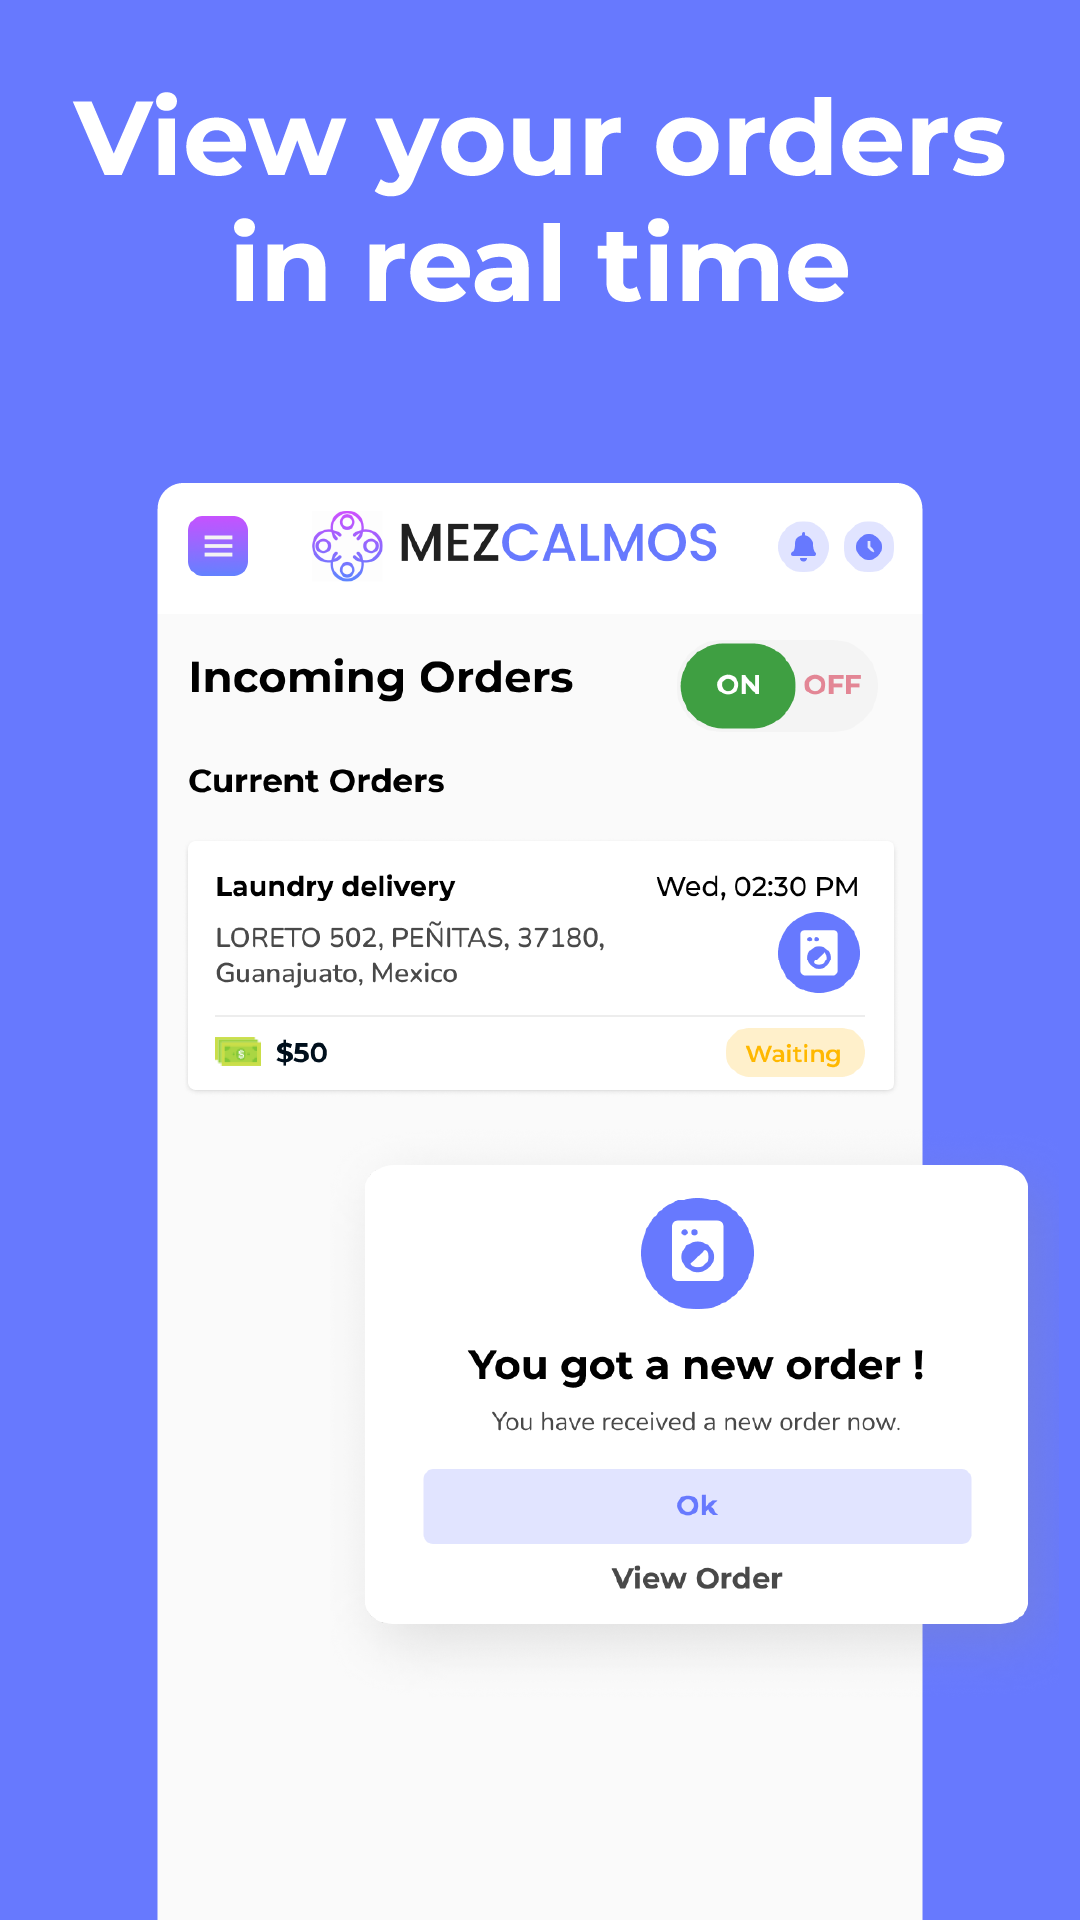 View your orders
in real time
MEZCALMOS
Incoming Orders
ON OFF
Current Orders
Laundry delivery Wed, 02:30 PM
LORETO 502, PEÑITAS, 37180,
Guanajuato, Mexico
$50 Waiting
You got a new order !
You have received a new order now.
Ok
View Order